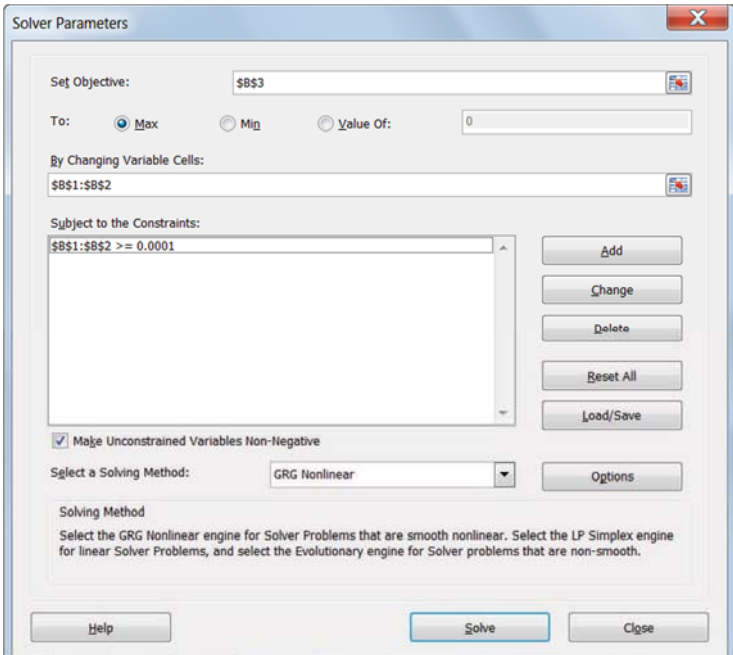 Solver Parameters
X
Set Objective: $B$3
To: Max Min Value Of: 0
By Changing Variable Cells:
$B$1:$B$2
Subject to the Constraints:
$B$1:$B$2 >= 0.0001
Add
Change
Delete
Reset All
Load/Save
Make Unconstrained Variables Non-Negative
Select a Solving Method: GRG Nonlinear Options
Solving Method
Select the GRG Nonlinear engine for Solver Problems that are smooth nonlinear. Select the LP Simplex engine
for linear Solver Problems, and select the Evolutionary engine for Solver problems that are non-smooth.
Help Solve Close